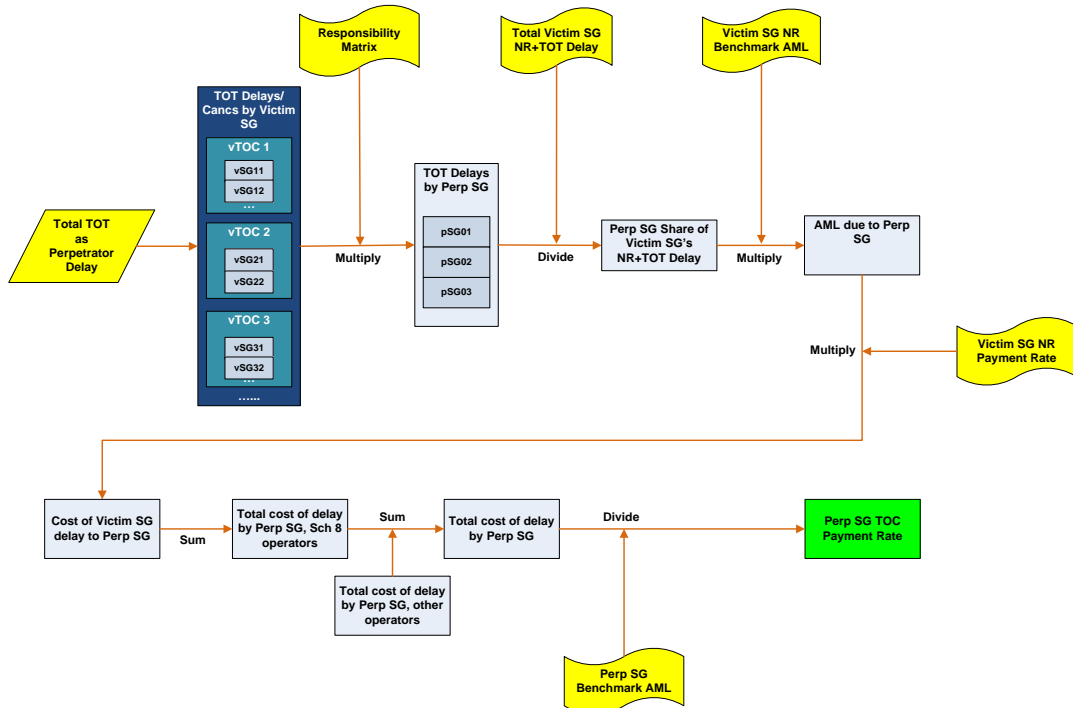 Responsibility
Matrix
Total Victim SG
NR+TOT Delay
Victim SG NR
Benchmark AML
TOT Delays/
Cancs by Victim
SG
vTOC 1
vSG11
vSG12
…
vTOC 2
vSG21
vSG22
vTOC 3
vSG31
vSG32
…
…...
Total TOT
as
Perpetrator
Delay
Multiply
TOT Delays
by Perp SG
pSG01
pSG02
pSG03
Divide
Perp SG Share of
Victim SG's
NR+TOT Delay
Multiply
AML due to Perp
SG
Multiply
Victim SG NR
Payment Rate
Cost of Victim SG
delay to Perp SG
Sum
Total cost of delay
by Perp SG, Sch 8
operators
Sum
Total cost of delay
by Perp SG, other
operators
Total cost of delay
by Perp SG
Divide
Perp SG TOC
Payment Rate
Perp SG
Benchmark AML